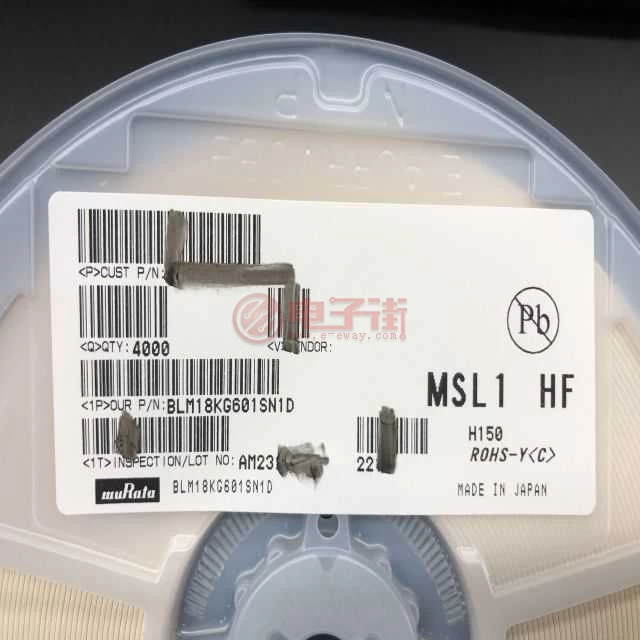 <P>CUST P/N:
<Q>QTY: 4000
<V>VENDOR:
电子街
www.e-eway.com
Pb
<1P>OUR P/N:BLM18KG601SN1D
MSL1 HF
H150
<1T>INSPECTION/LOT NO: AM23
22
ROHS-Y<C>
muRata
BLM18KG601SN1D
MADE IN JAPAN